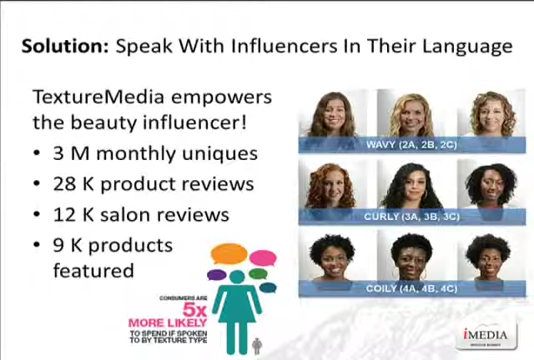 Solution: Speak With Influencers In Their Language
TextureMedia empowers
the beauty influencer!
• 3 M monthly uniques
• 28 K product reviews
• 12 K salon reviews
• 9 K products
featured
WAVY (2A, 2B, 2C)
CURLY (3A, 3B, 3C)
COILY (4A, 4B, 4C)
CONSUMERS ARE
5x
MORE LIKELY
TO SPEND IF SPOKEN
TO BY TEXTURE TYPE
iMEDIA